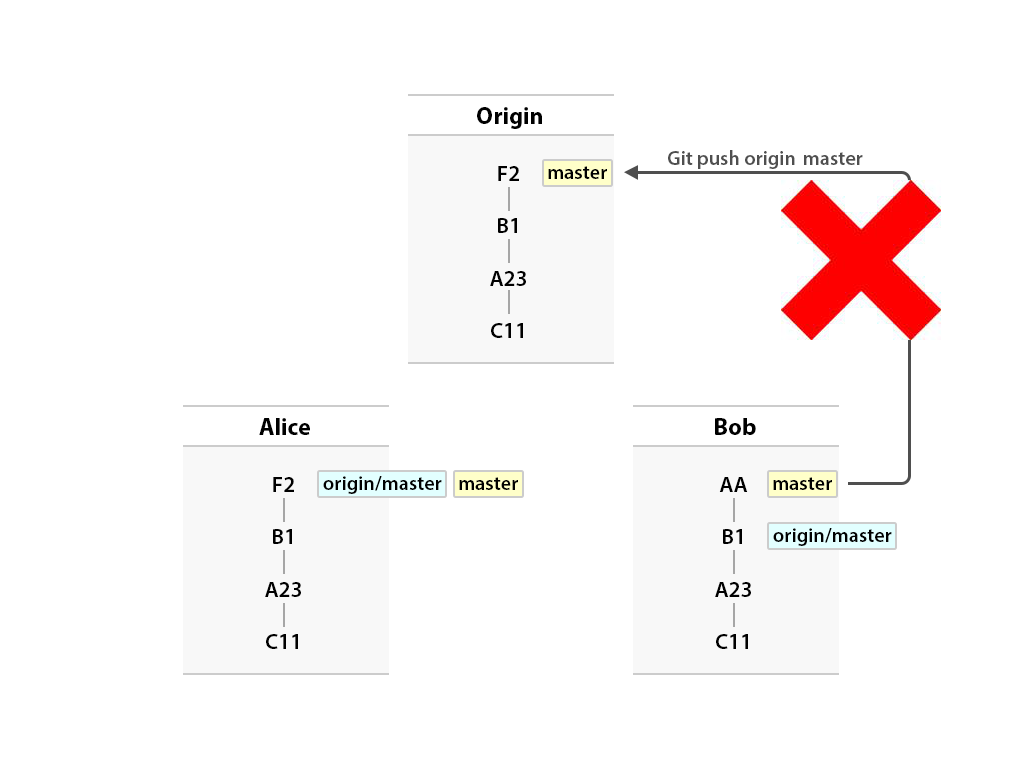 Origin
Git push origin master
F2 master
B1
A23
C11
Alice
F2 origin/master master
B1
A23
C11
Bob
AA master
B1 origin/master
A23
C11